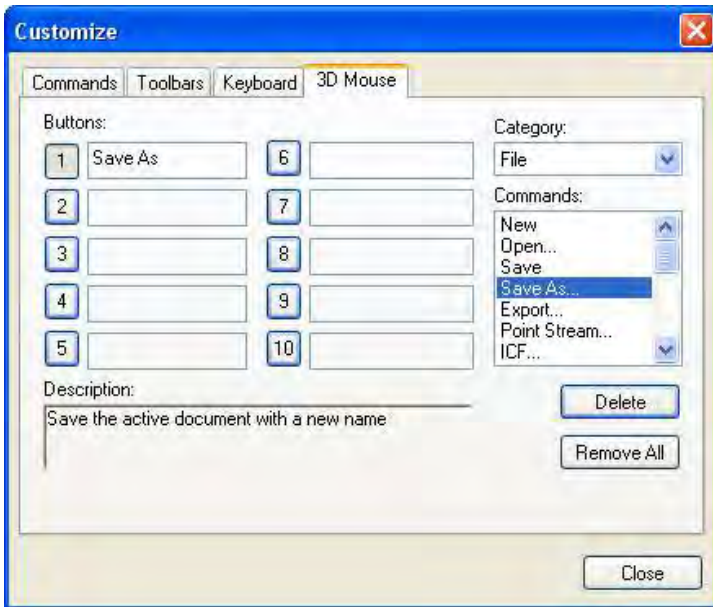 Customize
Commands Toolbars Keyboard 3D Mouse
Buttons:
1 Save As
2
3
4
5
6
7
8
9
10
Category:
File
Commands:
New
Open...
Save
Save As...
Export...
Point Stream...
ICF...
Description:
Save the active document with a new name
Delete
Remove All
Close